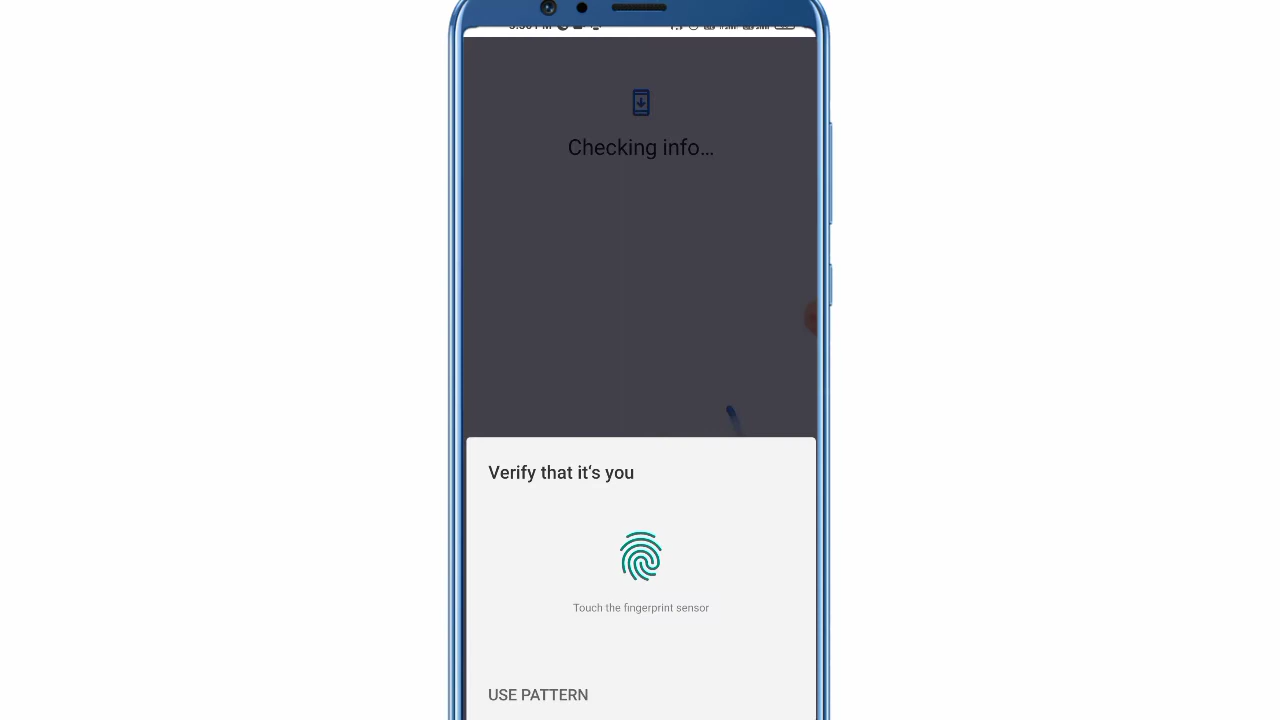 Checking info…
Verify that it's you
Touch the fingerprint sensor
USE PATTERN